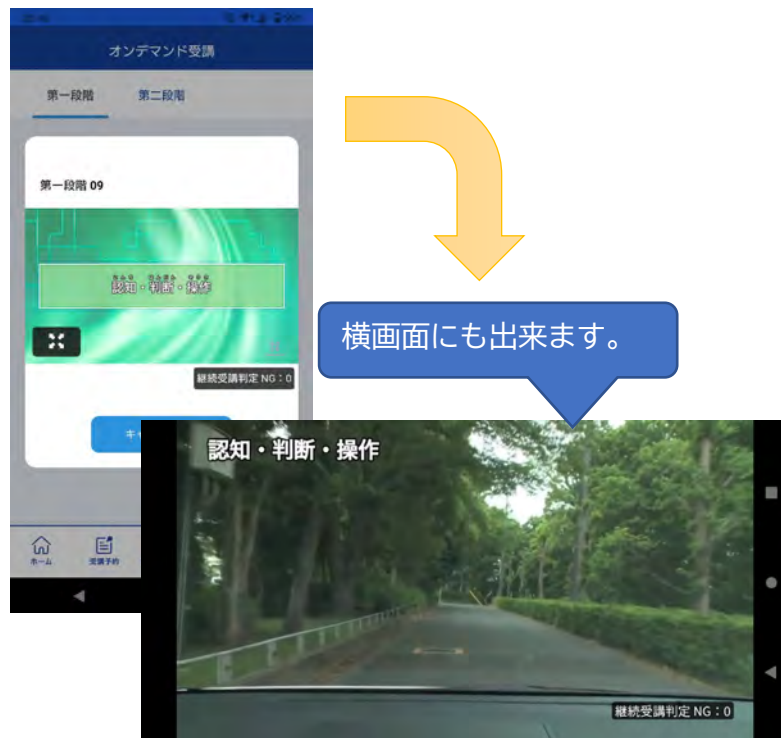 オンデマンド受講
第一段階 第二段階
第一段階 09
認知・判断・操作
継続受講判定 NG:0
キャ
ホーム 受講予約
横画面にも出来ます。
認知・判断・操作
継続受講判定 NG:0